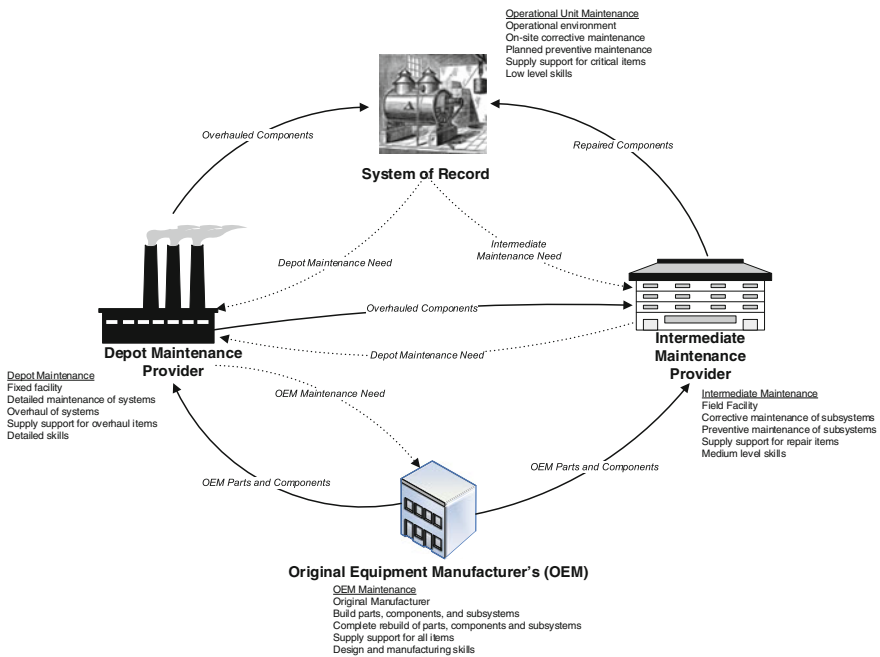 Operational Unit Maintenance
Operational environment
On-site corrective maintenance
Planned preventive maintenance
Supply support for critical items
Low level skills
Overhauled Components
Repaired Components
System of Record
Intermediate
Maintenance Need
Depot Maintenance Need
Overhauled Components
Depot Maintenance
Provider
Depot Maintenance Need
Intermediate
Maintenance
Provider
Depot Maintenance
Fixed facility
Detailed maintenance of systems
Overhaul of systems
Supply support for overhaul items
Detailed skills
OEM Maintenance Need
Intermediate Maintenance
Field Facility
Corrective maintenance of subsystems
Preventive maintenance of subsystems
Supply support for repair items
Medium level skills
OEM Parts and Components
OEM Parts and Components
Original Equipment Manufacturer's (OEM)
OEM Maintenance
Original Manufacturer
Build parts, components, and subsystems
Complete rebuild of parts, components and subsystems
Supply support for all items
Design and manufacturing skills